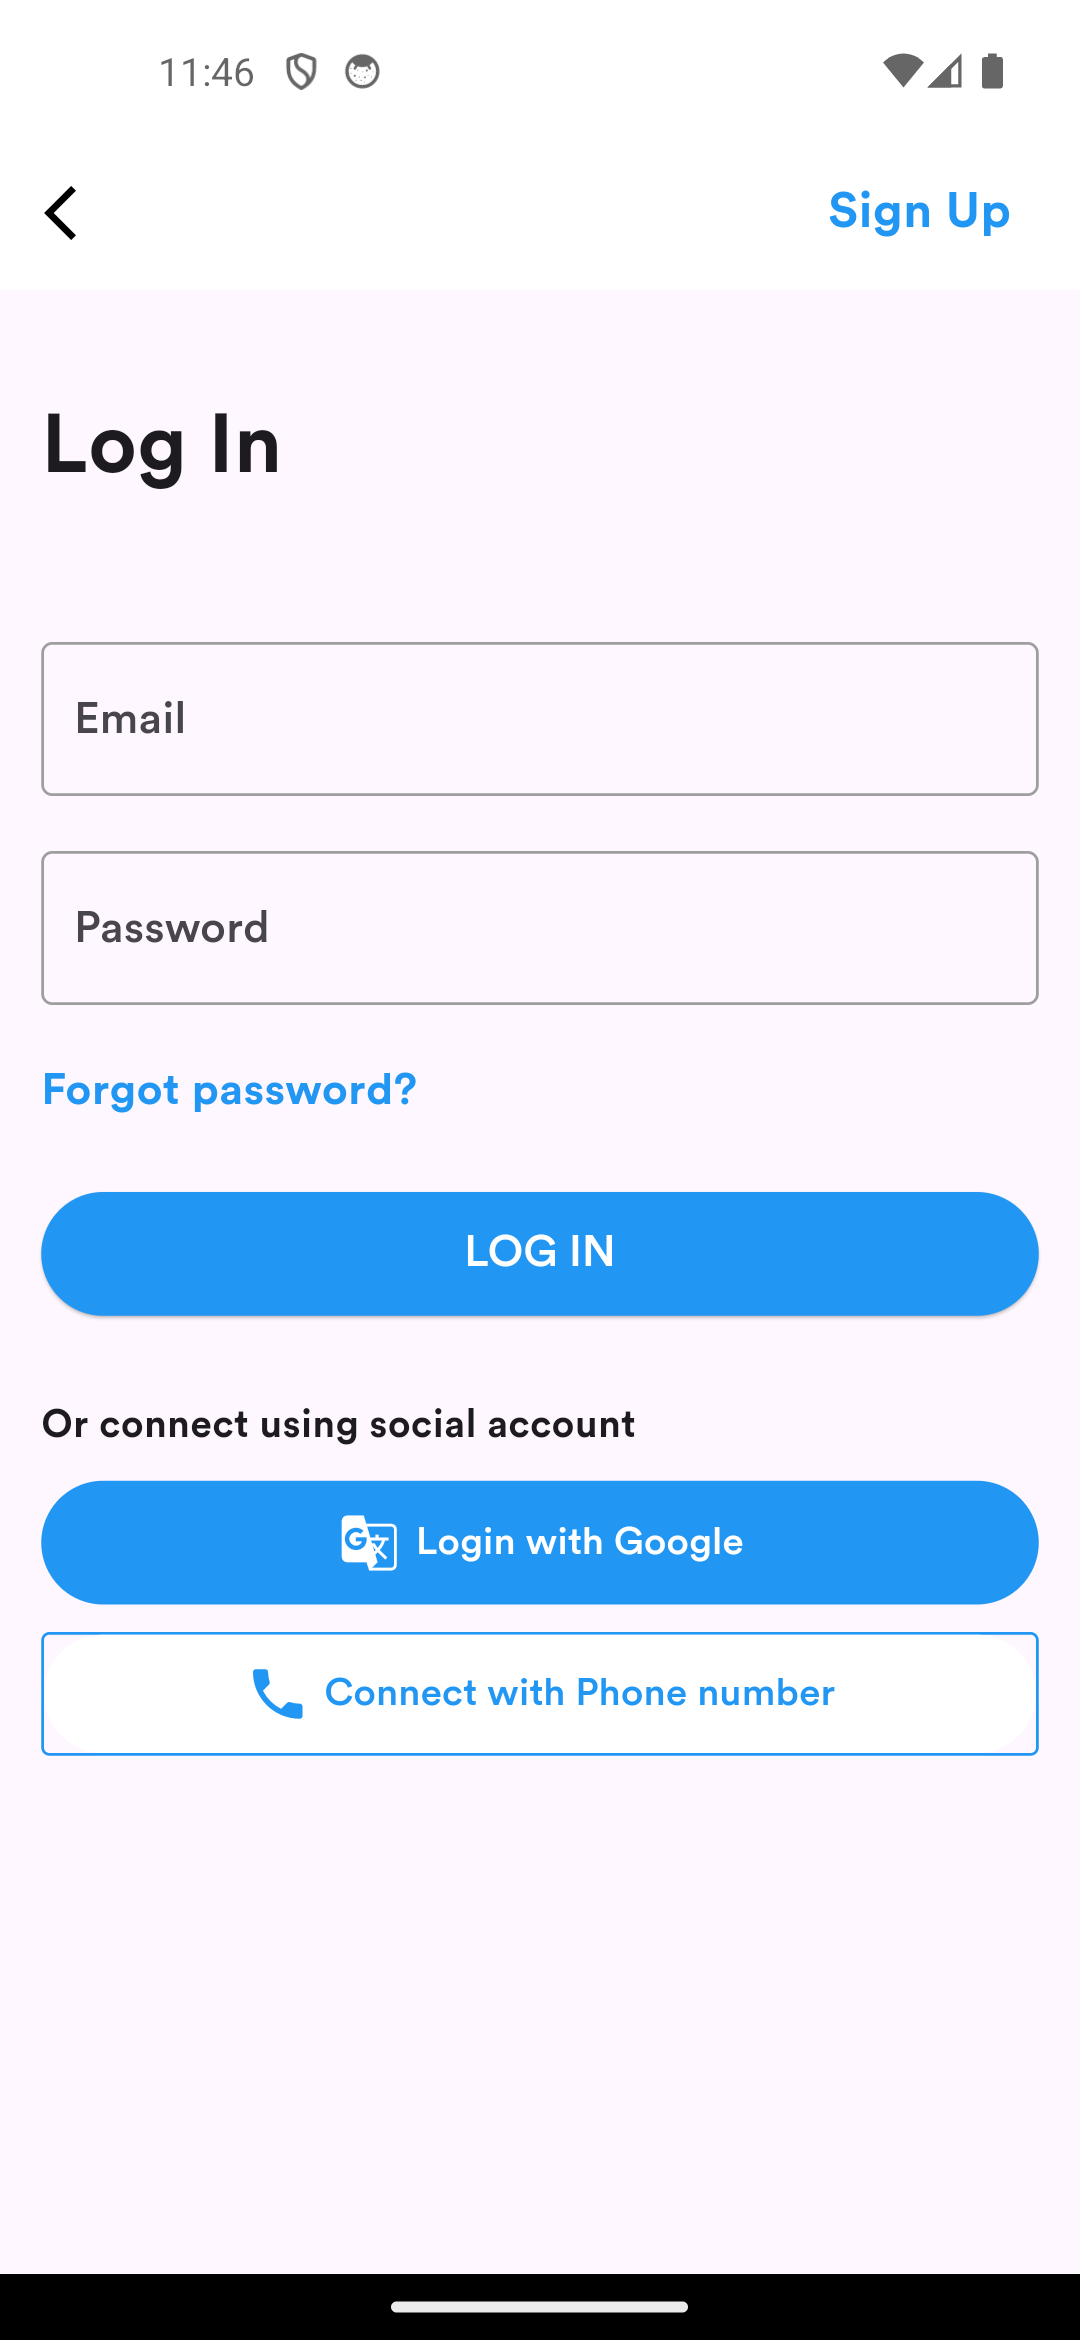 11:46
Sign Up
Log In
Email
Password
Forgot password?
LOG IN
Or connect using social account
Login with Google
Connect with Phone number